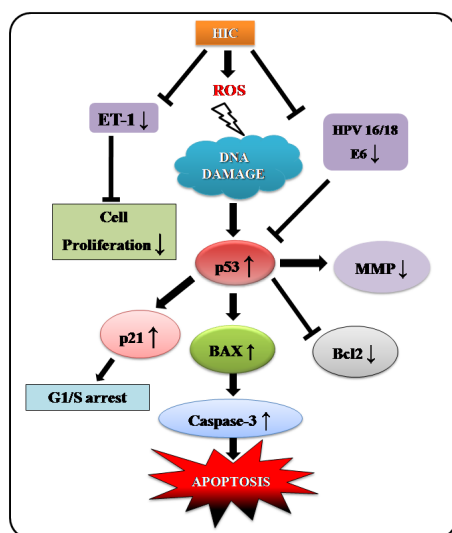 HIC
ROS
ET-1 ↓
HPV 16/18
E6 ↓
DNA
DAMAGE
Cell
Proliferation ↓
p53 ↑
MMP ↓
p21 ↑
BAX ↑
Bcl2 ↓
G1/S arrest
Caspase-3 ↑
APOPTOSIS